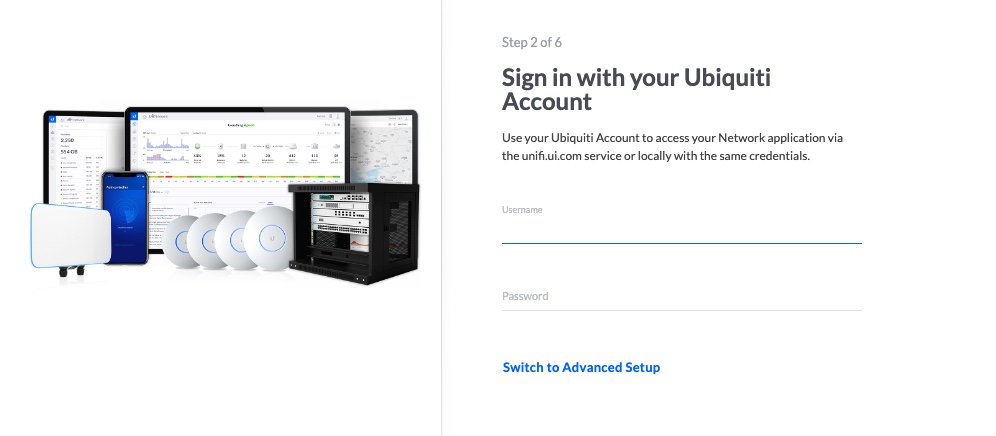 Step 2 of 6
Sign in with your Ubiquiti
Account
Use your Ubiquiti Account to access your Network application via
the unifi.ui.com service or locally with the same credentials.
Username
Password
Switch to Advanced Setup